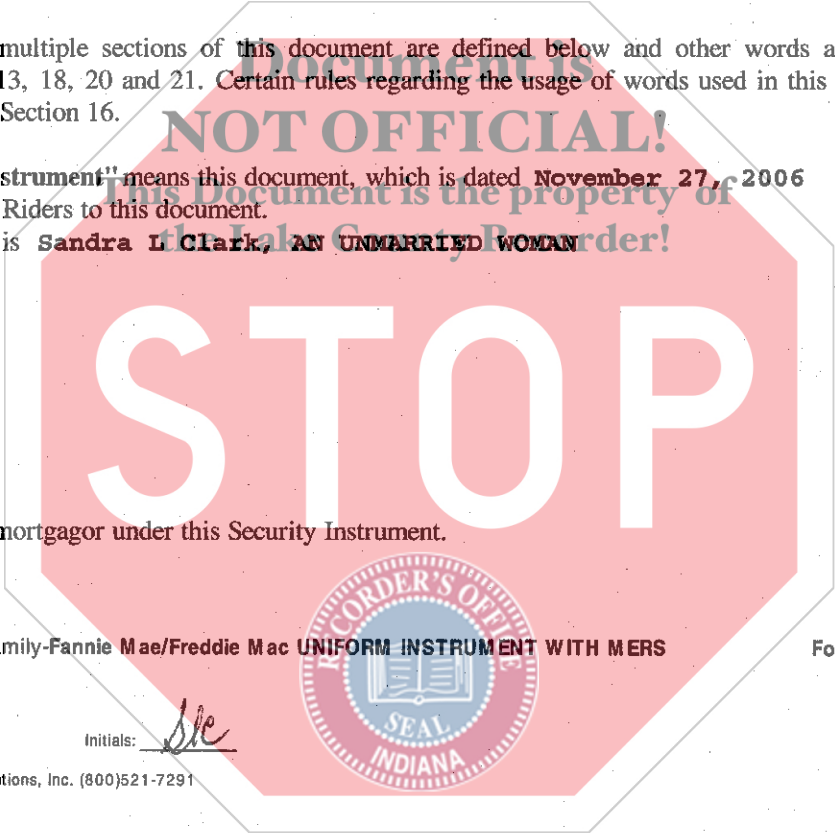 multiple sections of this document are defined below and other words a
Document is
13, 18, 20 and 21. Certain rules regarding the usage of words used in this
Section 16.
NOT OFFICIAL!
strument" means this document, which is dated November 27, 2006
This Document is the property of
Riders to this document.
is Sandra L Clark, AN UNMARRIED WOMAN
the Lake County Recorder!
STOP
mortgagor under this Security Instrument.
RECORDER'S OFFICE
mily-Fannie Mae/Freddie Mac UNIFORM INSTRUMENT WITH MERS
Fo
SEAL
Initials: Slc
INDIANA
tions, Inc. (800)521-7291